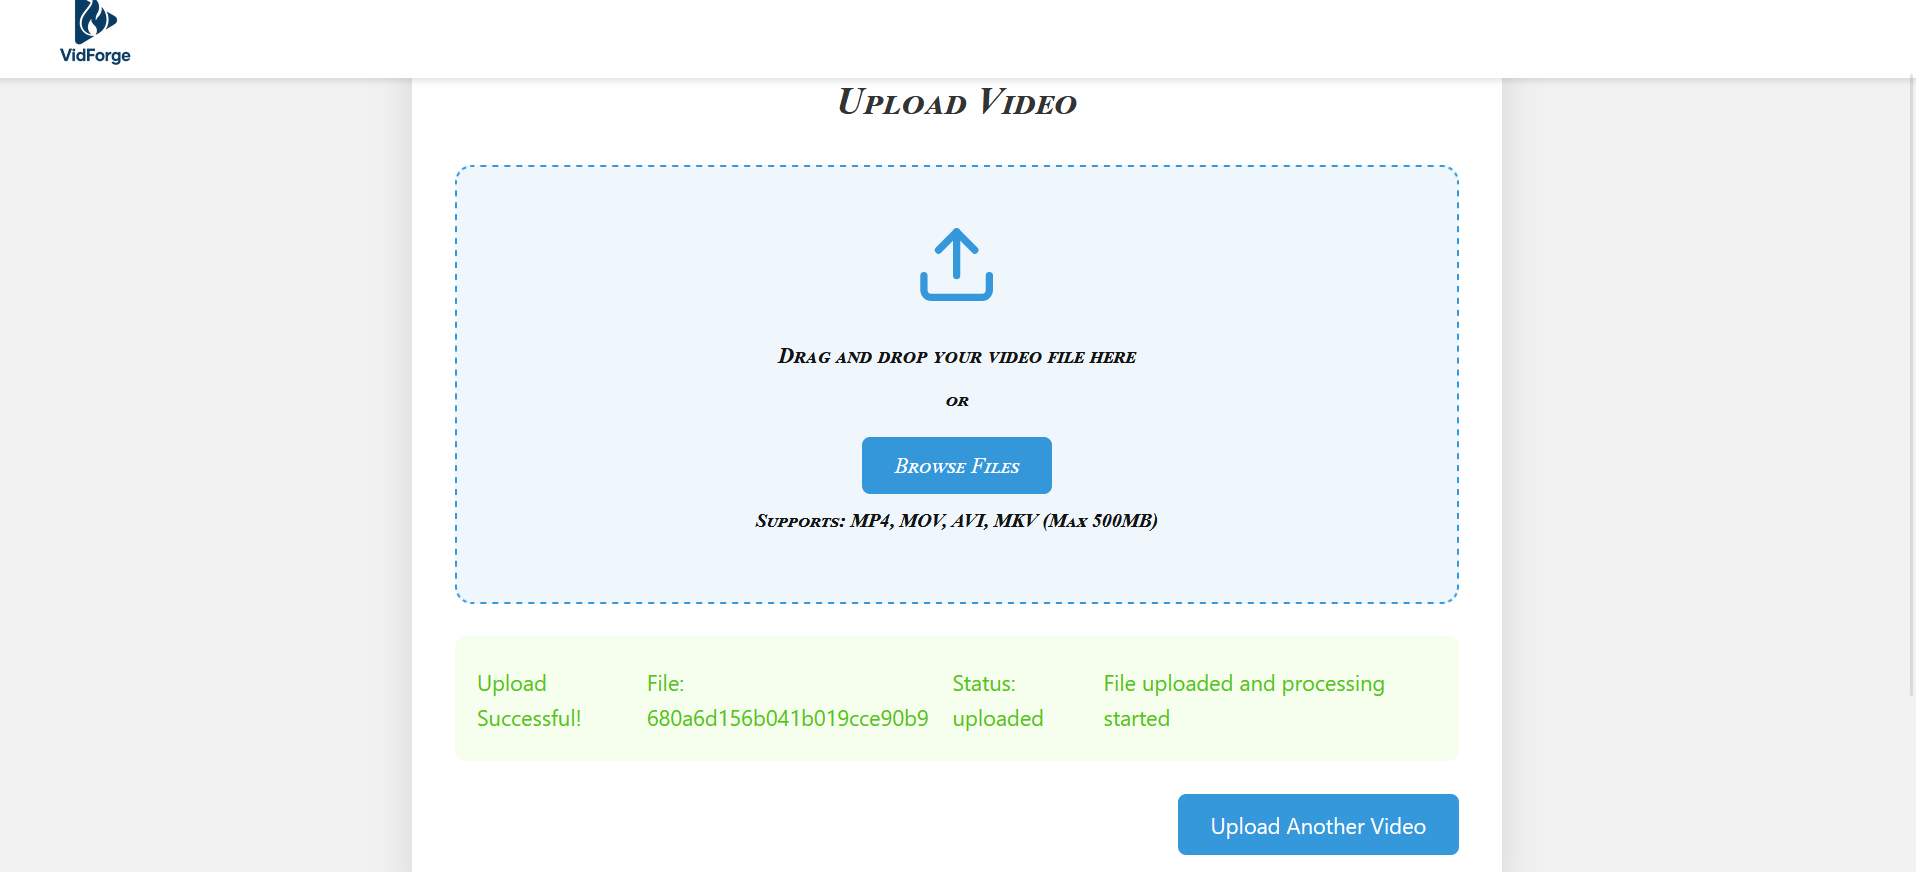 VidForge
Upload Video
Drag and drop your video file here
or
Browse Files
Supports: MP4, MOV, AVI, MKV (Max 500MB)
Upload
Successful!
File:
680a6d156b041b019cce90b9
Status:
uploaded
File uploaded and processing
started
Upload Another Video